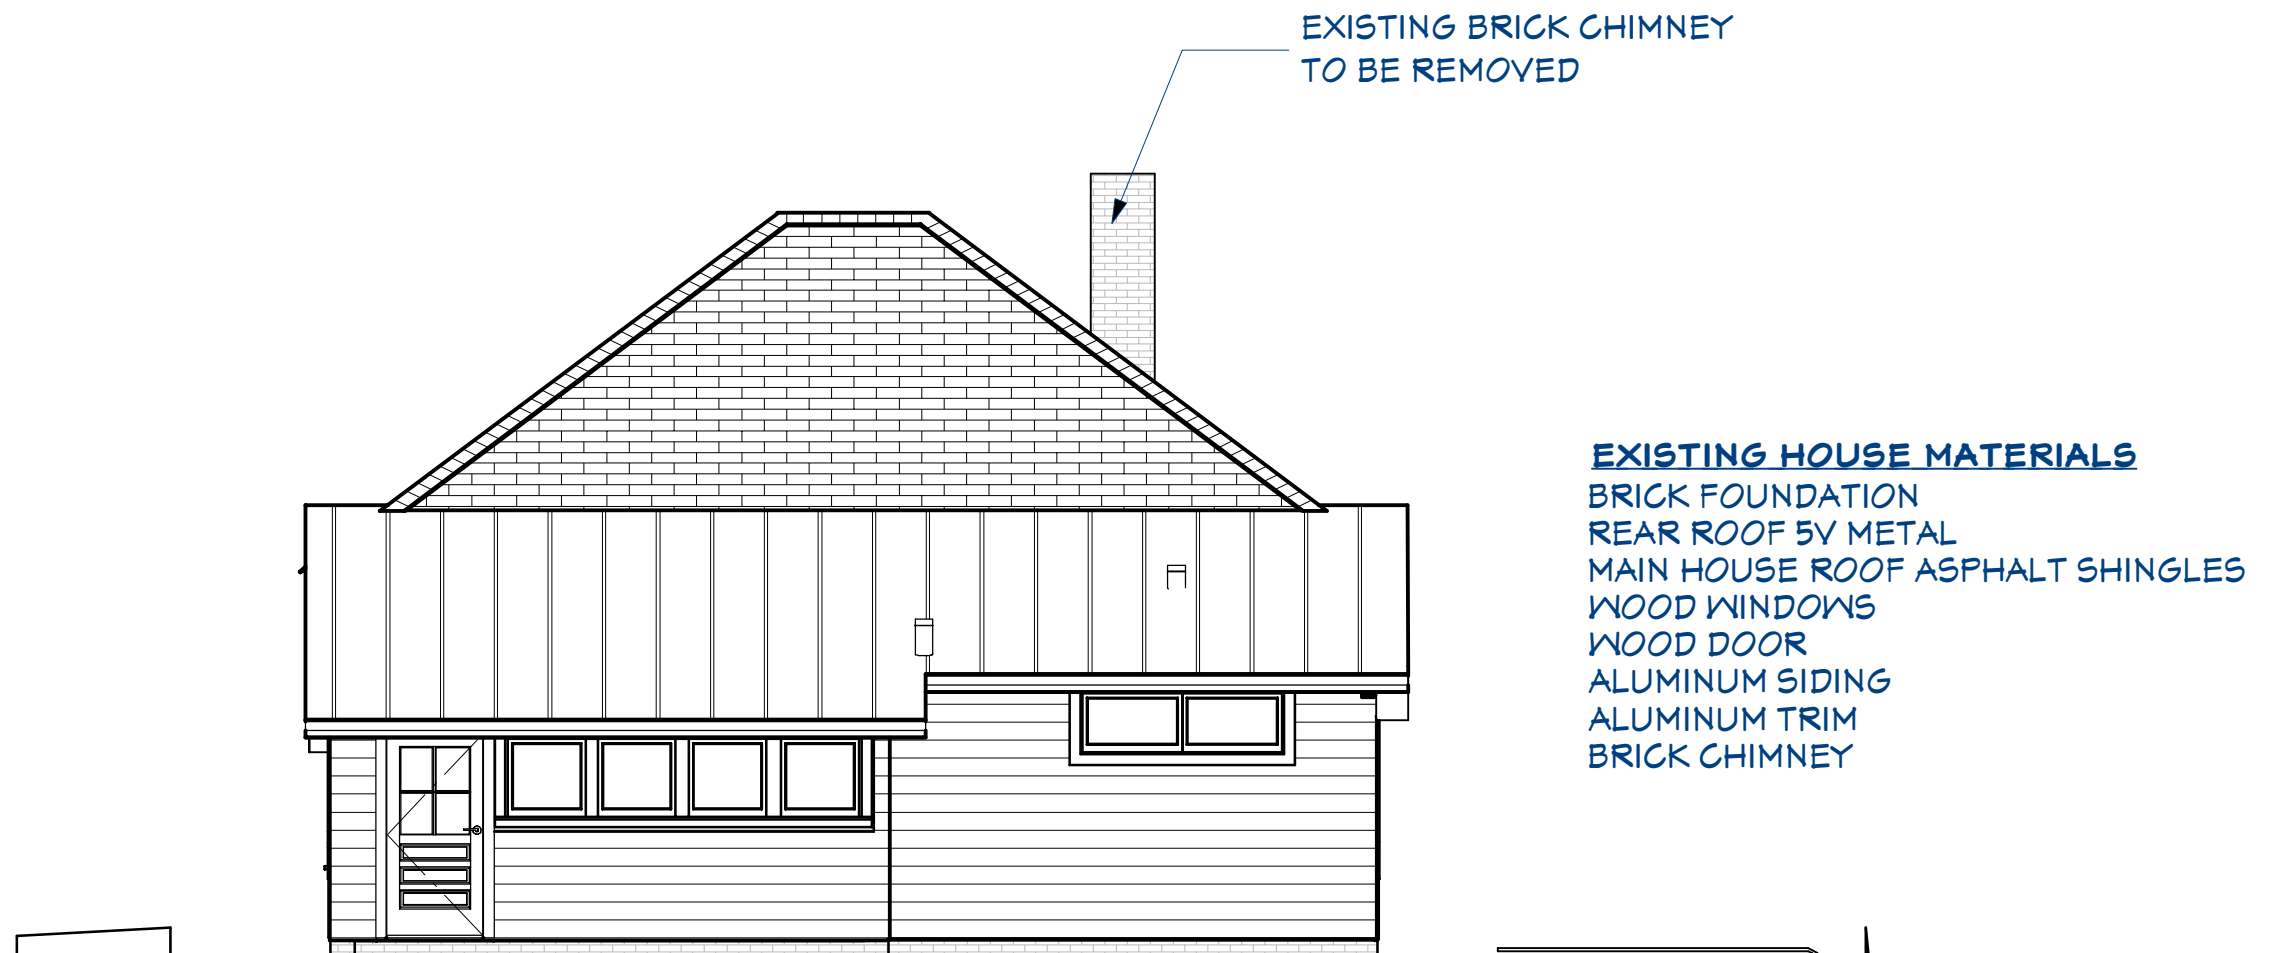 EXISTING BRICK CHIMNEY
TO BE REMOVED
EXISTING HOUSE MATERIALS
BRICK FOUNDATION
REAR ROOF 5V METAL
MAIN HOUSE ROOF ASPHALT SHINGLES
WOOD WINDOWS
WOOD DOOR
ALUMINUM SIDING
ALUMINUM TRIM
BRICK CHIMNEY